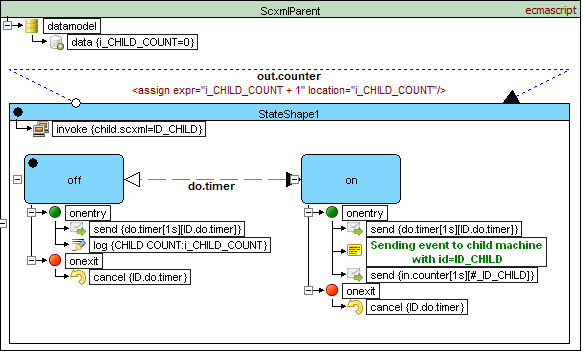 ScxmlParent
ecmascript
datamodel
data {i_CHILD_COUNT=0}
out.counter
<assign expr="i_CHILD_COUNT + 1" location="i_CHILD_COUNT"/>
StateShape1
invoke {child.scxml=ID_CHILD}
off
do.timer
on
onentry
send {do.timer[1s][ID.do.timer]}
log {CHILD COUNT:i_CHILD_COUNT}
onexit
cancel {ID.do.timer}
onentry
send {do.timer[1s][ID.do.timer]}
Sending event to child machine
with id=ID_CHILD
send {in.counter[1s][#_ID_CHILD]}
onexit
cancel {ID.do.timer}